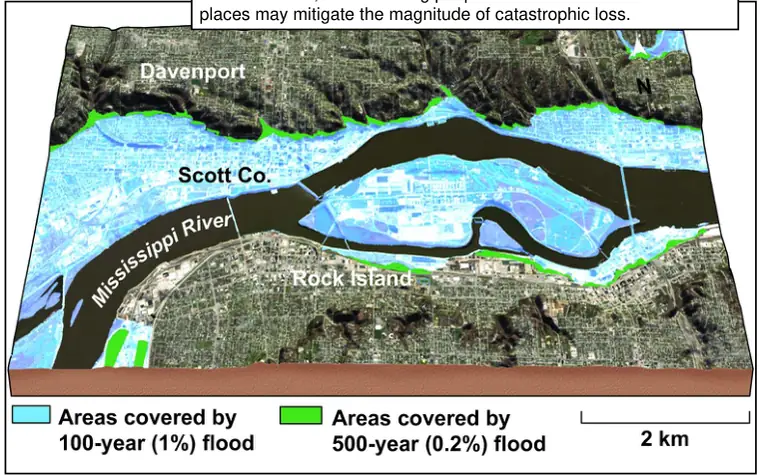 places may mitigate the magnitude of catastrophic loss.
Davenport
N
Scott Co.
Mississippi River
Rock Island
Areas covered by
100-year (1%) flood
Areas covered by
500-year (0.2%) flood
2 km